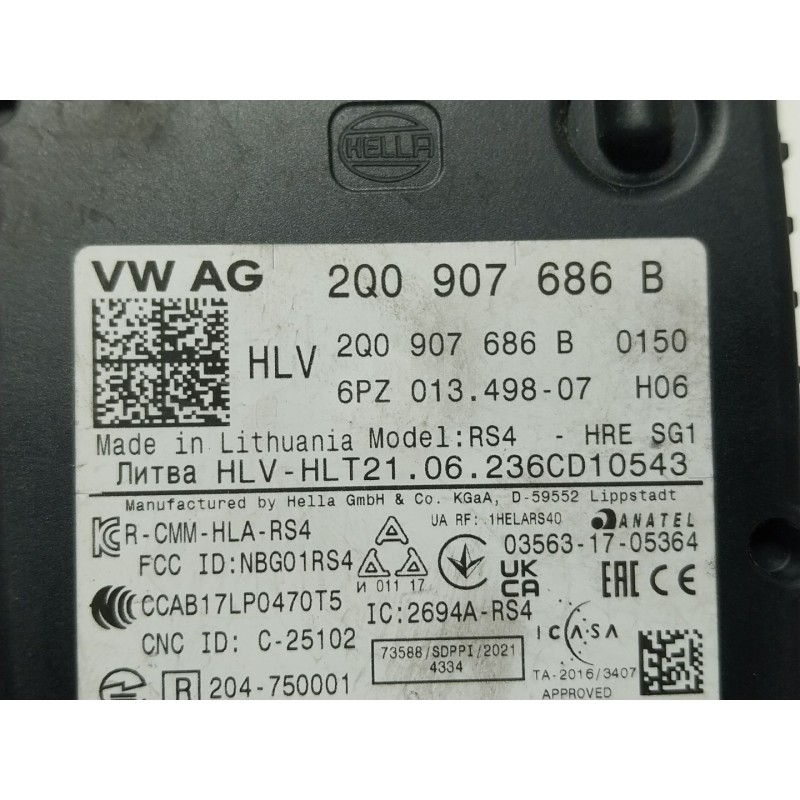 HELLA
VW AG 2Q0 907 686 B
HLV 2Q0 907 686 B 0150
6PZ 013.498-07 H06
Made in Lithuania Model:RS4 - HRE SG1
Литва HLV-HLT21.06.236CD10543
Manufactured by Hella GmbH & Co. KGaA, D-59552 Lippstadt
R-CMM-HLA-RS4
UA RF: 1HELARS40
ANATEL
03563-17-05364
FCC ID:NBG01RS4
И 011 17
UK
CA
EAC CE
CCC
CCAB17LP0470T5
IC:2694A-RS4
CNC ID: C-25102
73588/SDPPI/2021
4334
ICASA
TA-2016/3407
APPROVED
R 204-750001